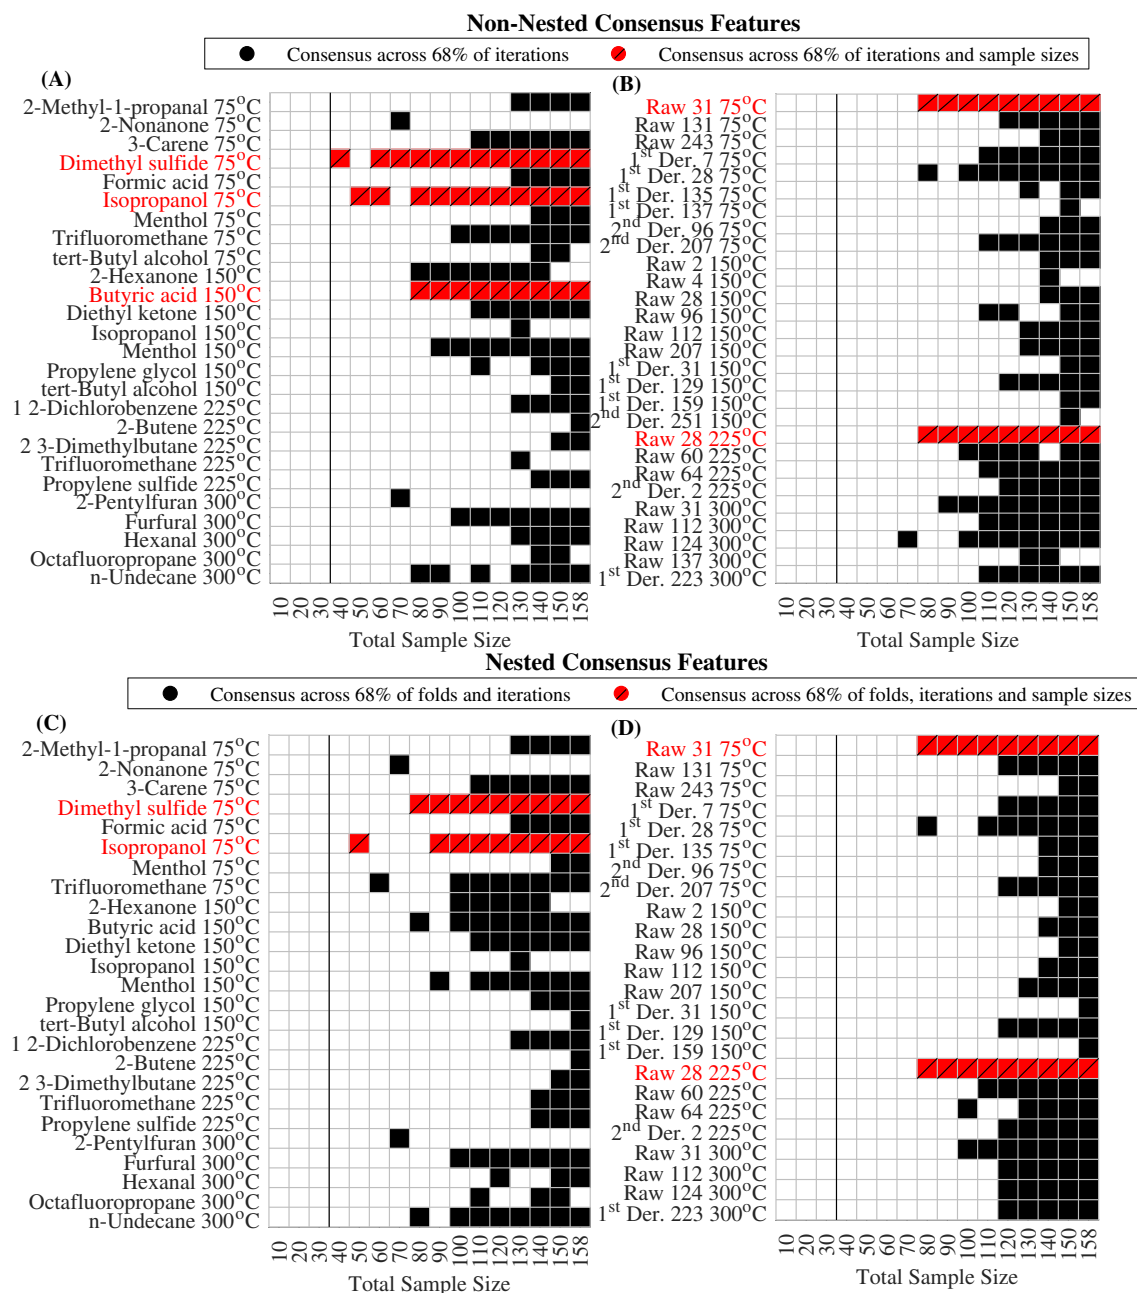 Non-Nested Consensus Features
Consensus across 68% of iterations
Consensus across 68% of iterations and sample sizes
(A)
2-Methyl-1-propanal 75°C
2-Nonanone 75°C
3-Carene 75°C
Dimethyl sulfide 75°C
Formic acid 75°C
Isopropanol 75°C
Menthol 75°C
Trifluoromethane 75°C
tert-Butyl alcohol 75°C
2-Hexanone 150°C
Butyric acid 150°C
Diethyl ketone 150°C
Isopropanol 150°C
Menthol 150°C
Propylene glycol 150°C
tert-Butyl alcohol 150°C
1 2-Dichlorobenzene 225°C
2-Butene 225°C
2 3-Dimethylbutane 225°C
Trifluoromethane 225°C
Propylene sulfide 225°C
2-Pentylfuran 300°C
Furfural 300°C
Hexanal 300°C
Octafluoropropane 300°C
n-Undecane 300°C
10 20 30 40 50 60 70 80 90 100 110 120 130 140 150 158
Total Sample Size
(B)
Raw 31 75°C
Raw 131 75°C
Raw 243 75°C
1st Der. 7 75°C
1st Der. 28 75°C
1st Der. 135 75°C
1st Der. 137 75°C
2nd Der. 96 75°C
2nd Der. 207 75°C
Raw 2 150°C
Raw 4 150°C
Raw 28 150°C
Raw 96 150°C
Raw 112 150°C
Raw 207 150°C
1st Der. 31 150°C
1st Der. 129 150°C
1st Der. 159 150°C
2nd Der. 251 150°C
Raw 28 225°C
Raw 60 225°C
Raw 64 225°C
2nd Der. 2 225°C
Raw 31 300°C
Raw 112 300°C
Raw 124 300°C
Raw 137 300°C
1st Der. 223 300°C
10 20 30 40 50 60 70 80 90 100 110 120 130 140 150 158
Total Sample Size
Nested Consensus Features
Consensus across 68% of folds and iterations
Consensus across 68% of folds, iterations and sample sizes
(C)
2-Methyl-1-propanal 75°C
2-Nonanone 75°C
3-Carene 75°C
Dimethyl sulfide 75°C
Formic acid 75°C
Isopropanol 75°C
Menthol 75°C
Trifluoromethane 75°C
2-Hexanone 150°C
Butyric acid 150°C
Diethyl ketone 150°C
Isopropanol 150°C
Menthol 150°C
Propylene glycol 150°C
tert-Butyl alcohol 150°C
1 2-Dichlorobenzene 225°C
2-Butene 225°C
2 3-Dimethylbutane 225°C
Trifluoromethane 225°C
Propylene sulfide 225°C
2-Pentylfuran 300°C
Furfural 300°C
Hexanal 300°C
Octafluoropropane 300°C
n-Undecane 300°C
10 20 30 40 50 60 70 80 90 100 110 120 130 140 150 158
Total Sample Size
(D)
Raw 31 75°C
Raw 131 75°C
Raw 243 75°C
1st Der. 7 75°C
1st Der. 28 75°C
1st Der. 135 75°C
2nd Der. 96 75°C
2nd Der. 207 75°C
Raw 2 150°C
Raw 28 150°C
Raw 96 150°C
Raw 112 150°C
Raw 207 150°C
1st Der. 31 150°C
1st Der. 129 150°C
1st Der. 159 150°C
Raw 28 225°C
Raw 60 225°C
Raw 64 225°C
2nd Der. 2 225°C
Raw 31 300°C
Raw 112 300°C
Raw 124 300°C
1st Der. 223 300°C
10 20 30 40 50 60 70 80 90 100 110 120 130 140 150 158
Total Sample Size